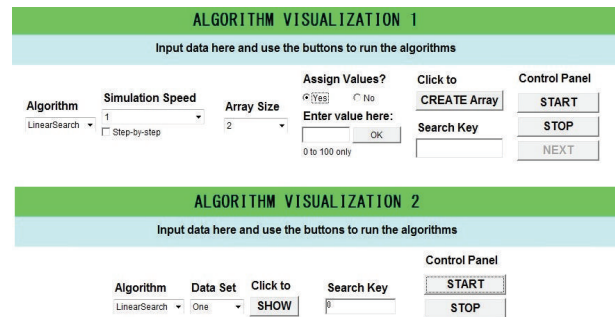 ALGORITHM VISUALIZATION 1
Input data here and use the buttons to run the algorithms
Algorithm
LinearSearch
Simulation Speed
1
Step-by-step
Array Size
2
Assign Values?
Yes No
Enter value here:
OK
0 to 100 only
Click to
CREATE Array
Search Key
Control Panel
START
STOP
NEXT
ALGORITHM VISUALIZATION 2
Input data here and use the buttons to run the algorithms
Algorithm
LinearSearch
Data Set
One
Click to
SHOW
Search Key
0
Control Panel
START
STOP